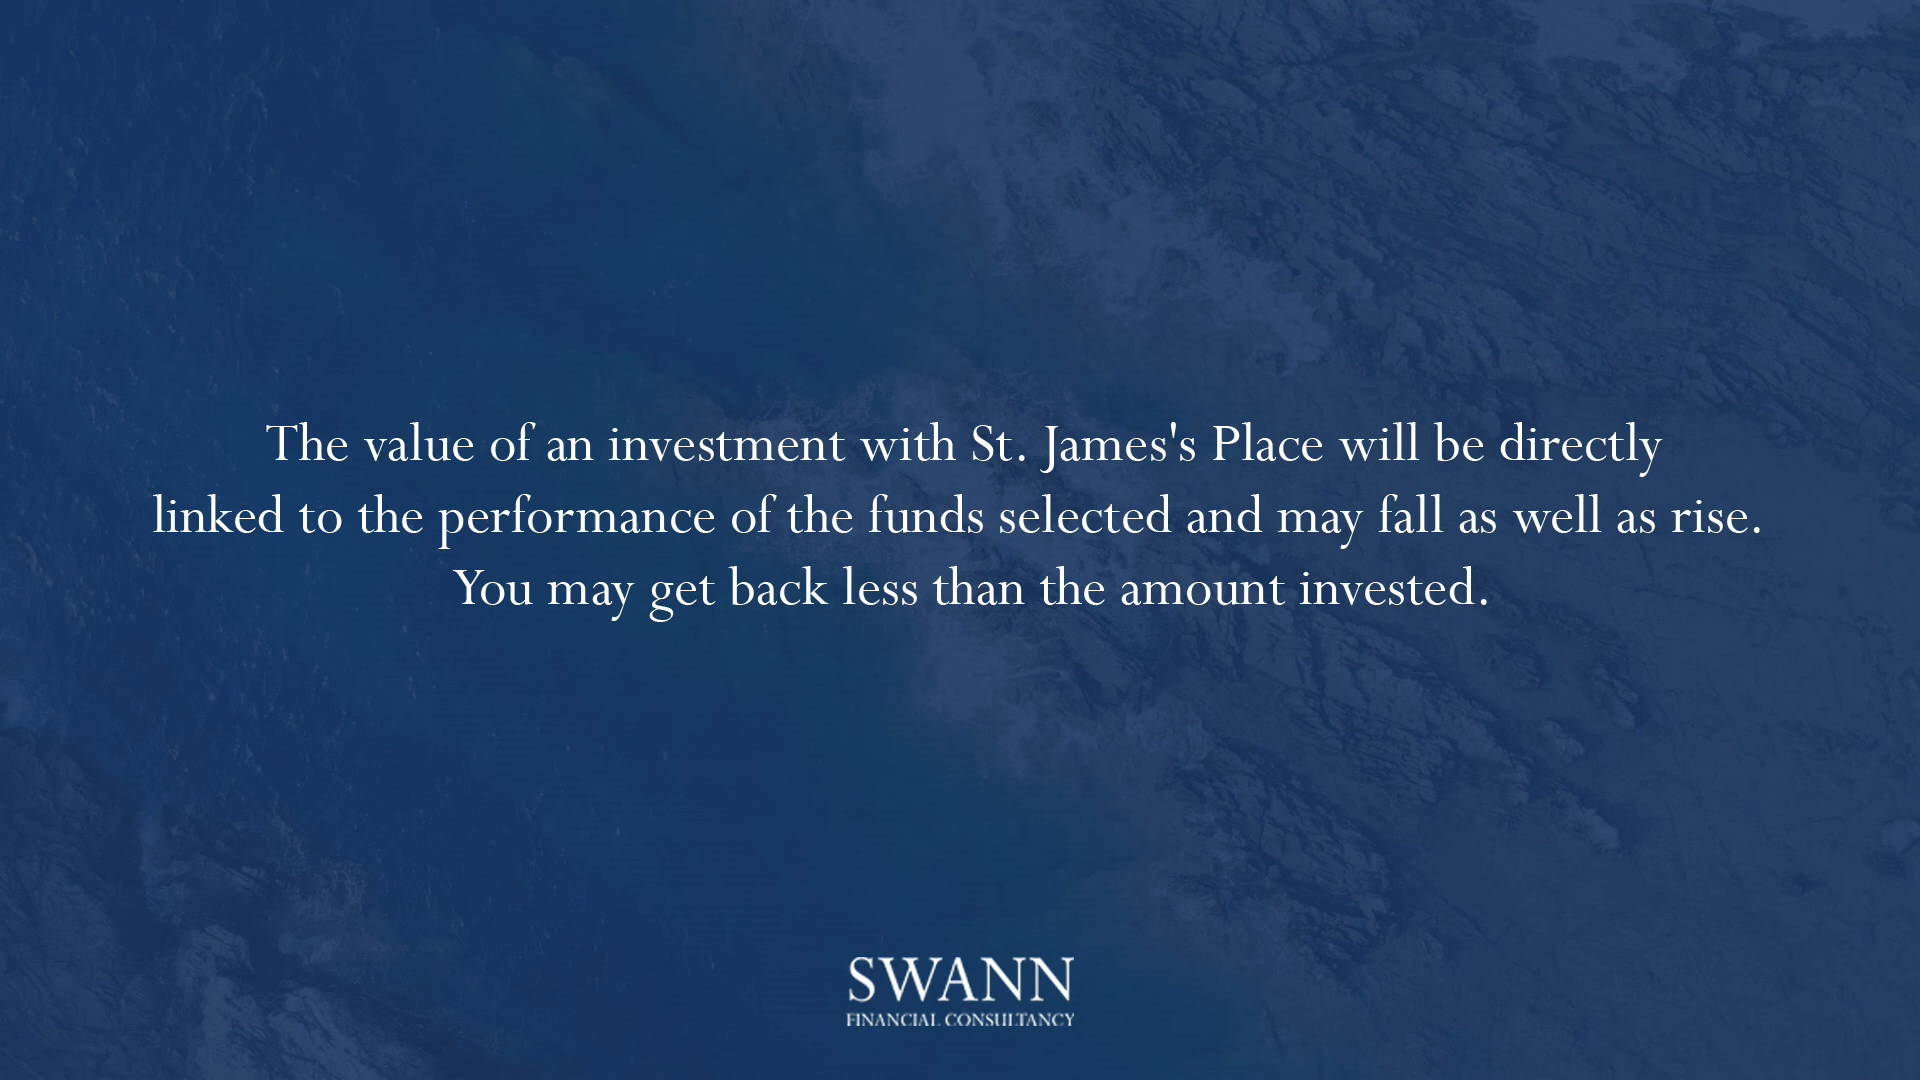 The value of an investment with St. James's Place will be directly
linked to the performance of the funds selected and may fall as well as rise.
You may get back less than the amount invested.
SWANN
FINANCIAL CONSULTANCY